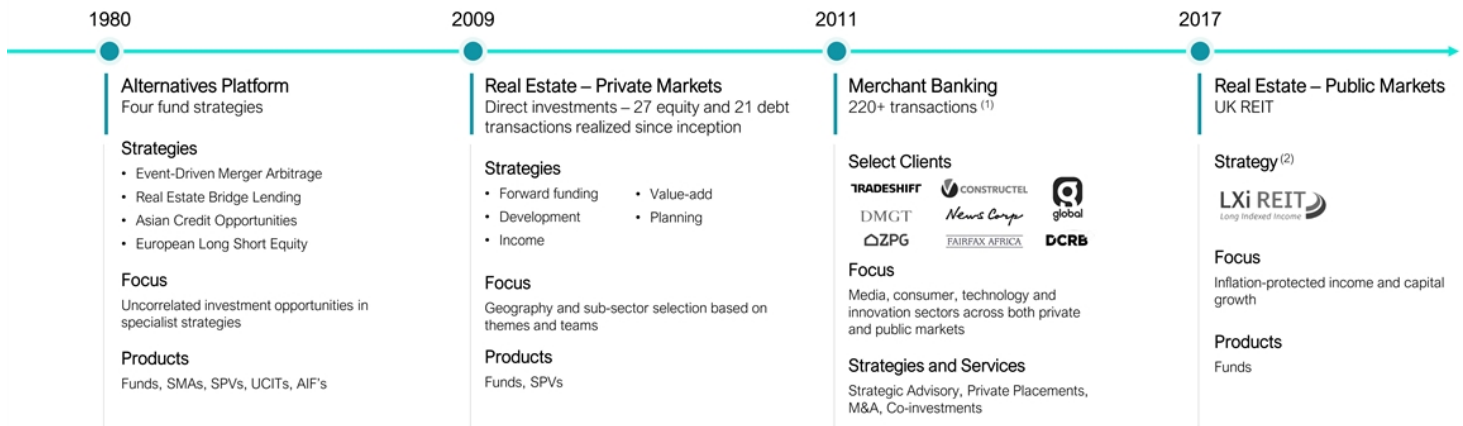 1980
2009
2011
2017
Alternatives Platform
Four fund strategies
Strategies
• Event-Driven Merger Arbitrage
• Real Estate Bridge Lending
• Asian Credit Opportunities
• European Long Short Equity
Focus
Uncorrelated investment opportunities in
specialist strategies
Products
Funds, SMAs, SPVs, UCITs, AIF's
Real Estate – Private Markets
Direct investments – 27 equity and 21 debt
transactions realized since inception
Strategies
• Forward funding
• Development
• Income
• Value-add
• Planning
Focus
Geography and sub-sector selection based on
themes and teams
Products
Funds, SPVs
Merchant Banking
220+ transactions (1)
Select Clients
TRADESHIFT
CONSTRUCTEL
global
DMGT
News Corp
ZPG
FAIRFAX AFRICA
DCRB
Focus
Media, consumer, technology and
innovation sectors across both private
and public markets
Strategies and Services
Strategic Advisory, Private Placements,
M&A, Co-investments
Real Estate – Public Markets
UK REIT
Strategy (2)
LXi REIT
Long Indexed Income
Focus
Inflation-protected income and capital
growth
Products
Funds